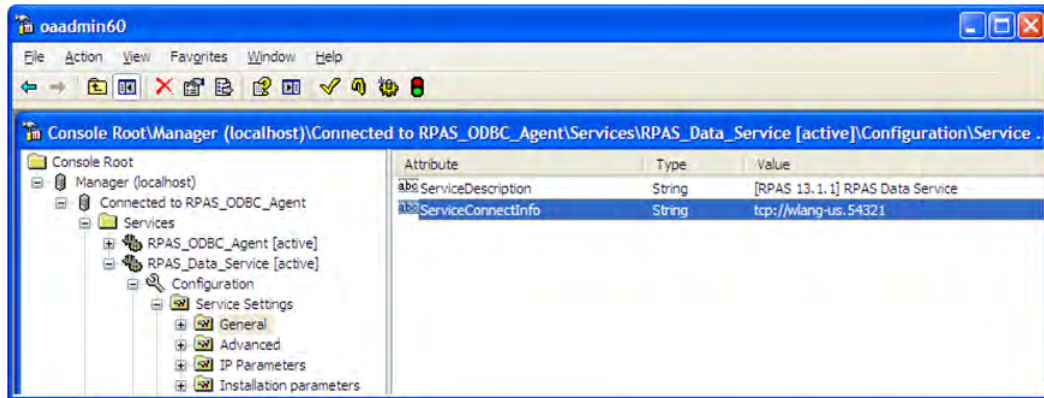 oaadmin60
File Action View Favorites Window Help
Console Root\Manager (localhost)\Connected to RPAS_ODBC_Agent\Services\RPAS_Data_Service [active]\Configuration\Service ...
Console Root
Manager (localhost)
Connected to RPAS_ODBC_Agent
Services
RPAS_ODBC_Agent [active]
RPAS_Data_Service [active]
Configuration
Service Settings
General
Advanced
IP Parameters
Installation parameters
Attribute Type Value
abc ServiceDescription String [RPAS 13.1.1] RPAS Data Service
abc ServiceConnectInfo String tcp://wlang-us.54321